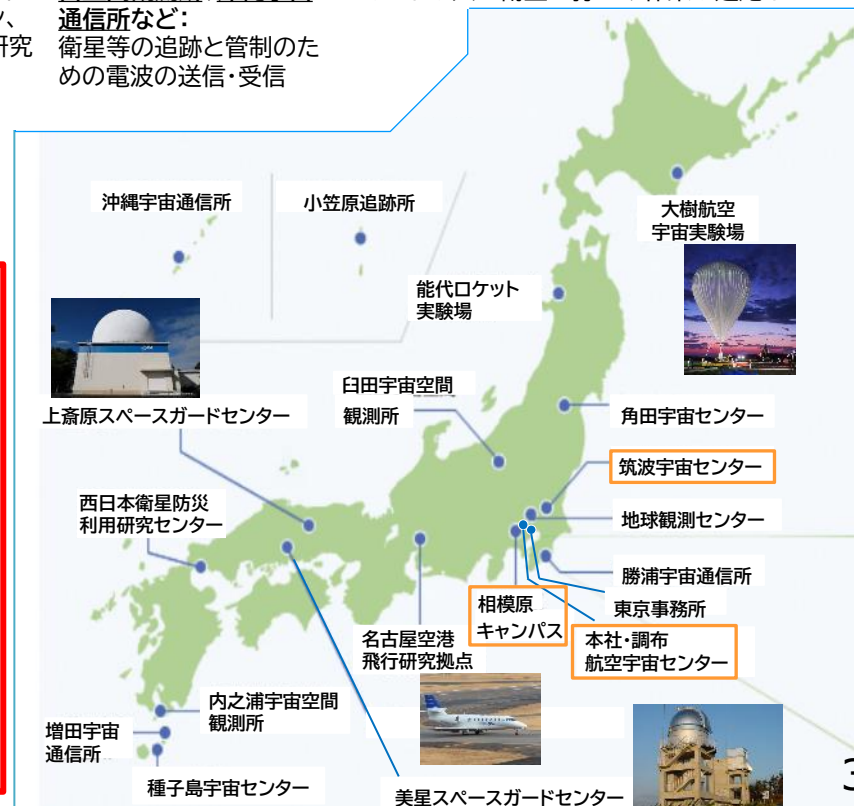 通信所など:
衛星等の追跡と管制のた
めの電波の送信・受信
究
沖縄宇宙通信所
小笠原追跡所
大樹航空
宇宙実験場
能代ロケット
実験場
臼田宇宙空間
観測所
上斎原スペースガードセンター
角田宇宙センター
筑波宇宙センター
西日本衛星防災
利用研究センター
地球観測センター
勝浦宇宙通信所
東京事務所
相模原
キャンパス
本社・調布
航空宇宙センター
名古屋空港
飛行研究拠点
内之浦宇宙空間
観測所
増田宇宙
通信所
種子島宇宙センター
美星スペースガードセンター
3